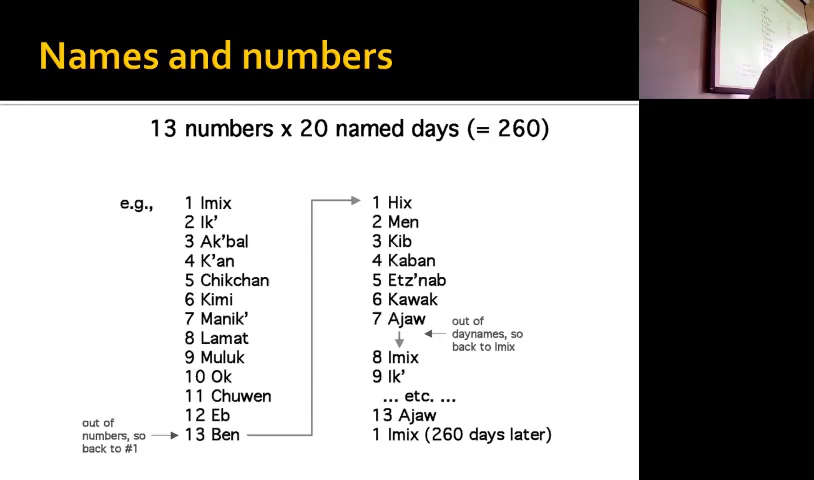 Names and numbers
13 numbers x 20 named days (= 260)
e.g.,
1 Imix
2 Ik’
3 Ak’bal
4 K’an
5 Chikchan
6 Kimi
7 Manik’
8 Lamat
9 Muluk
10 Ok
11 Chuwen
12 Eb
13 Ben
out of
numbers, so
back to #1
1 Hix
2 Men
3 Kib
4 Kaban
5 Etz’nab
6 Kawak
7 Ajaw
out of
daynames, so
back to Imix
8 Imix
9 Ik’
... etc. ...
13 Ajaw
1 Imix (260 days later)